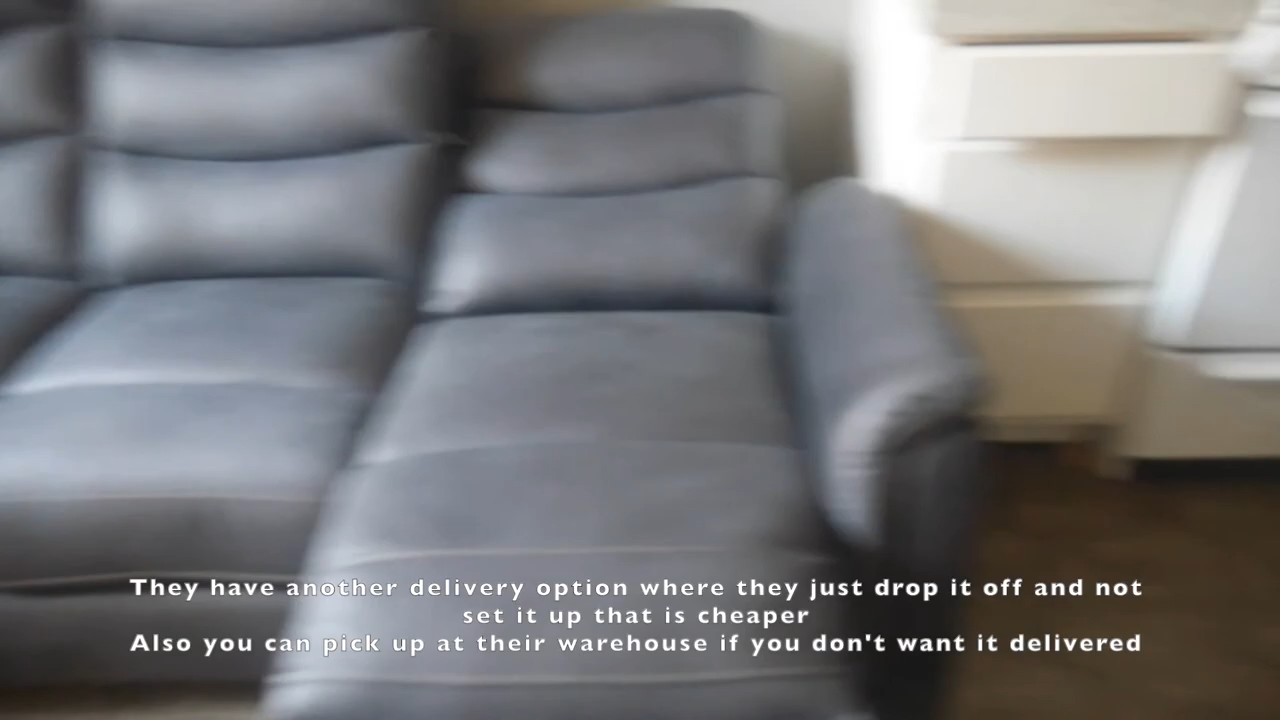 They have another delivery option where they just drop it off and not
set it up that is cheaper
Also you can pick up at their warehouse if you don't want it delivered